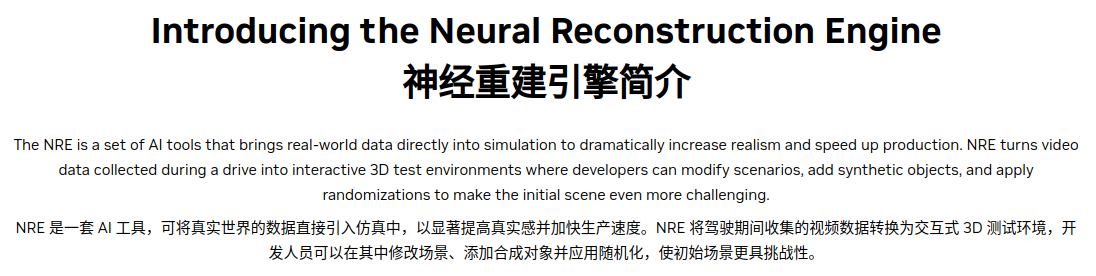 Introducing the Neural Reconstruction Engine
神经重建引擎简介
The NRE is a set of AI tools that brings real-world data directly into simulation to dramatically increase realism and speed up production. NRE turns video
data collected during a drive into interactive 3D test environments where developers can modify scenarios, add synthetic objects, and apply
randomizations to make the initial scene even more challenging.
NRE 是一套 AI 工具，可将真实世界的数据直接引入仿真中，以显著提高真实感并加快生产速度。NRE 将驾驶期间收集的视频数据转换为交互式 3D 测试环境，开
发人员可以在其中修改场景、添加合成对象并应用随机化，使初始场景更具挑战性。